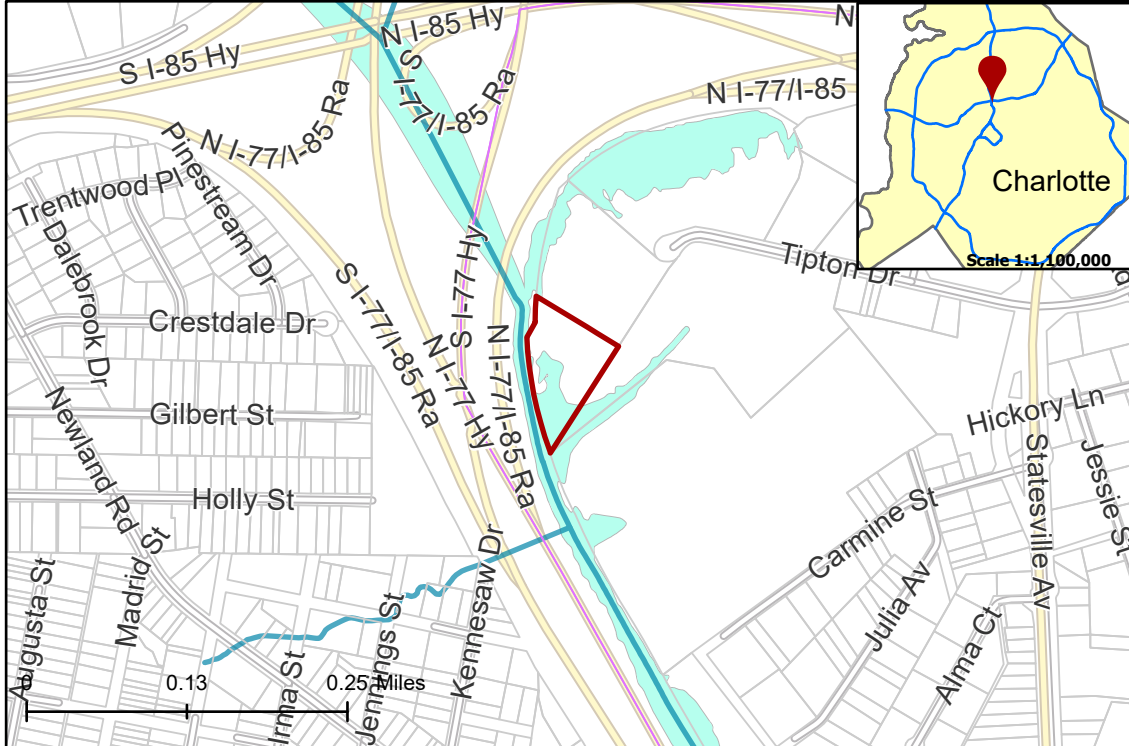 S I-85 Hy
N I-85 Hy
N
S I-77/I-85 Ra
N I-77/I-85
N I-77/I-85 Ra
Charlotte
Scale 1:1,100,000
Trentwood Pl
Pinestream Dr
Dalebrook Dr
Crestdale Dr
S I-77/I-85 Ra
S I-77 Hy
N I-77 Hy
N I-77/I-85 Ra
Tipton Dr
Gilbert St
Newland Rd
Holly St
Hickory Ln
Jessie St
Statesville Av
Carmine St
Julia Av
Alma Ct
Augusta St
Madrid St
Irma St
Jennings St
Kennesaw Dr
0
0.13
0.25 Miles